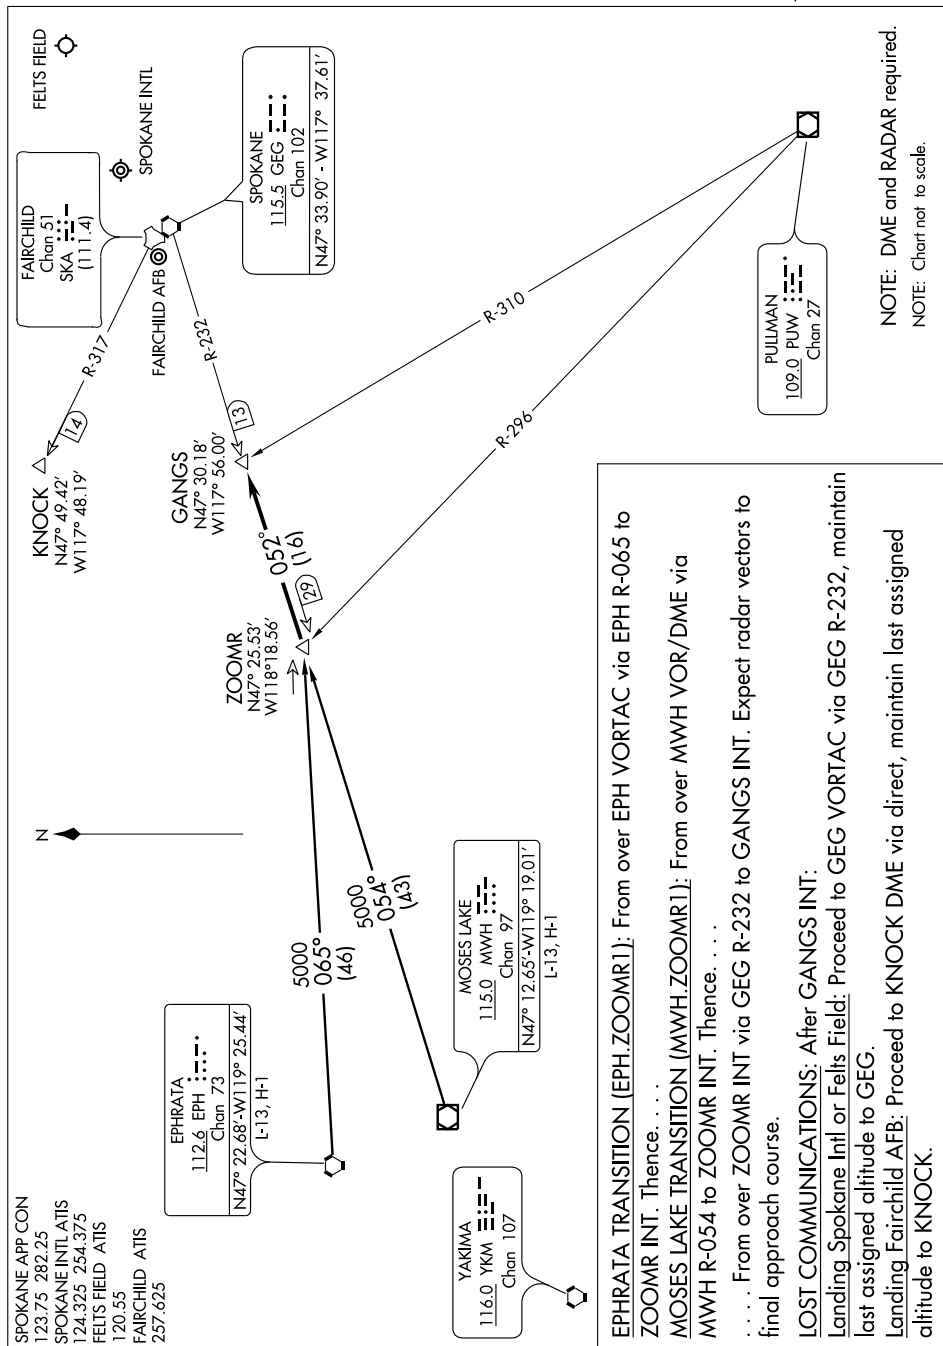 SPOKANE APP CON
123.75 282.25
SPOKANE INTL ATIS
124.325 254.375
FELTS FIELD ATIS
120.55
FAIRCHILD ATIS
257.625
N
FELTS FIELD
SPOKANE INTL
FAIRCHILD
Chan 51
SKA
(111.4)
FAIRCHILD AFB
SPOKANE
115.5 GEG
Chan 102
N47° 33.90' - W117° 37.61'
R-317
14
KNOCK
N47° 49.42'
W117° 48.19'
R-232
13
GANGS
N47° 30.18'
W117° 56.00'
052°
(16)
29
ZOOMR
N47° 25.53'
W118°18.56'
R-310
R-296
PULLMAN
109.0 PUW
Chan 27
5000
065°
(46)
5000
054°
(43)
EPHRATA
112.6 EPH
Chan 73
N47° 22.68'-W119° 25.44'
L-13, H-1
MOSES LAKE
115.0 MWH
Chan 97
N47° 12.65'-W119° 19.01'
L-13, H-1
YAKIMA
116.0 YKM
Chan 107
NOTE: DME and RADAR required.
NOTE: Chart not to scale.
EPHRATA TRANSITION (EPH.ZOOMR1): From over EPH VORTAC via EPH R-065 to
ZOOMR INT. Thence. . . .
MOSES LAKE TRANSITION (MWH.ZOOMR1): From over MWH VOR/DME via
MWH R-054 to ZOOMR INT. Thence. . . .
. . . . From over ZOOMR INT via GEG R-232 to GANGS INT. Expect radar vectors to
final approach course.
LOST COMMUNICATIONS: After GANGS INT:
Landing Spokane Intl or Felts Field: Proceed to GEG VORTAC via GEG R-232, maintain
last assigned altitude to GEG.
Landing Fairchild AFB: Proceed to KNOCK DME via direct, maintain last assigned
altitude to KNOCK.